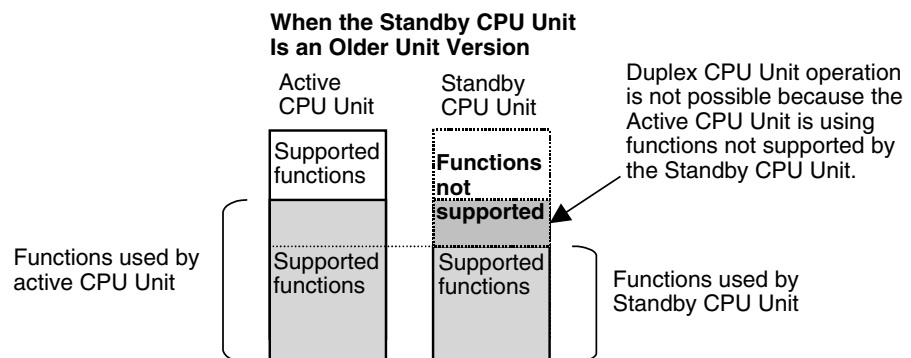 When the Standby CPU Unit
Is an Older Unit Version
Active
CPU Unit
Standby
CPU Unit
Duplex CPU Unit operation
is not possible because the
Active CPU Unit is using
functions not supported by
the Standby CPU Unit.
Supported
functions
Functions
not
supported
Functions used by
active CPU Unit
Supported
functions
Supported
functions
Functions used by
Standby CPU Unit